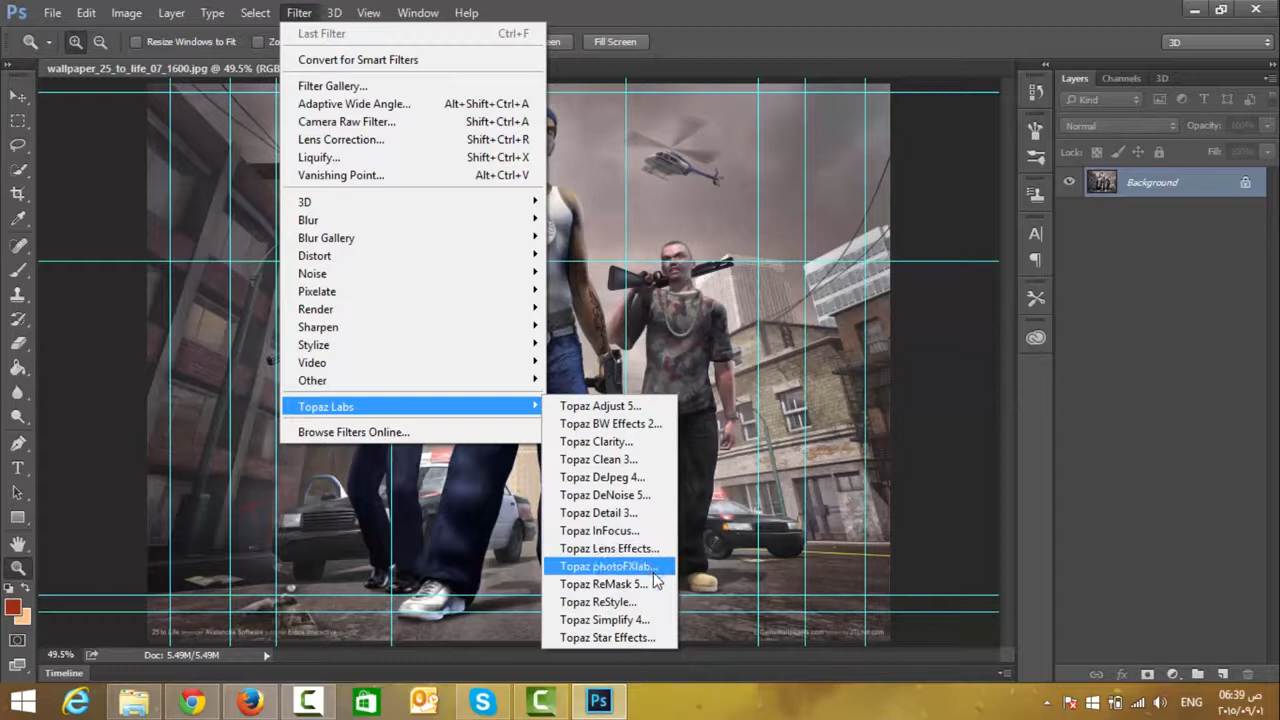 Ps File Edit Image Layer Type Select Filter 3D View Window Help
Resize Windows to Fit Fill Screen 3D
wallpaper_25_to_life_07_1600.jpg @ 49.5% (RGB
Last Filter Ctrl+F
Convert for Smart Filters
Filter Gallery...
Adaptive Wide Angle... Alt+Shift+Ctrl+A
Camera Raw Filter... Shift+Ctrl+A
Lens Correction... Shift+Ctrl+R
Liquify... Shift+Ctrl+X
Vanishing Point... Alt+Ctrl+V
3D
Blur
Blur Gallery
Distort
Noise
Pixelate
Render
Sharpen
Stylize
Video
Other
Topaz Labs
Browse Filters Online...
Topaz Adjust 5...
Topaz BW Effects 2...
Topaz Clarity...
Topaz Clean 3...
Topaz DeJpeg 4...
Topaz DeNoise 5...
Topaz Detail 3...
Topaz InFocus...
Topaz Lens Effects...
Topaz photoFXlab...
Topaz ReMask 5...
Topaz ReStyle...
Topaz Simplify 4...
Topaz Star Effects...
Layers Channels 3D
Kind
Normal Opacity: 100%
Lock: Fill: 100%
Background
49.5% Doc: 5.49M/5.49M
Timeline
ENG 06:39 ص
٢٠١٥/٠٩/٠١